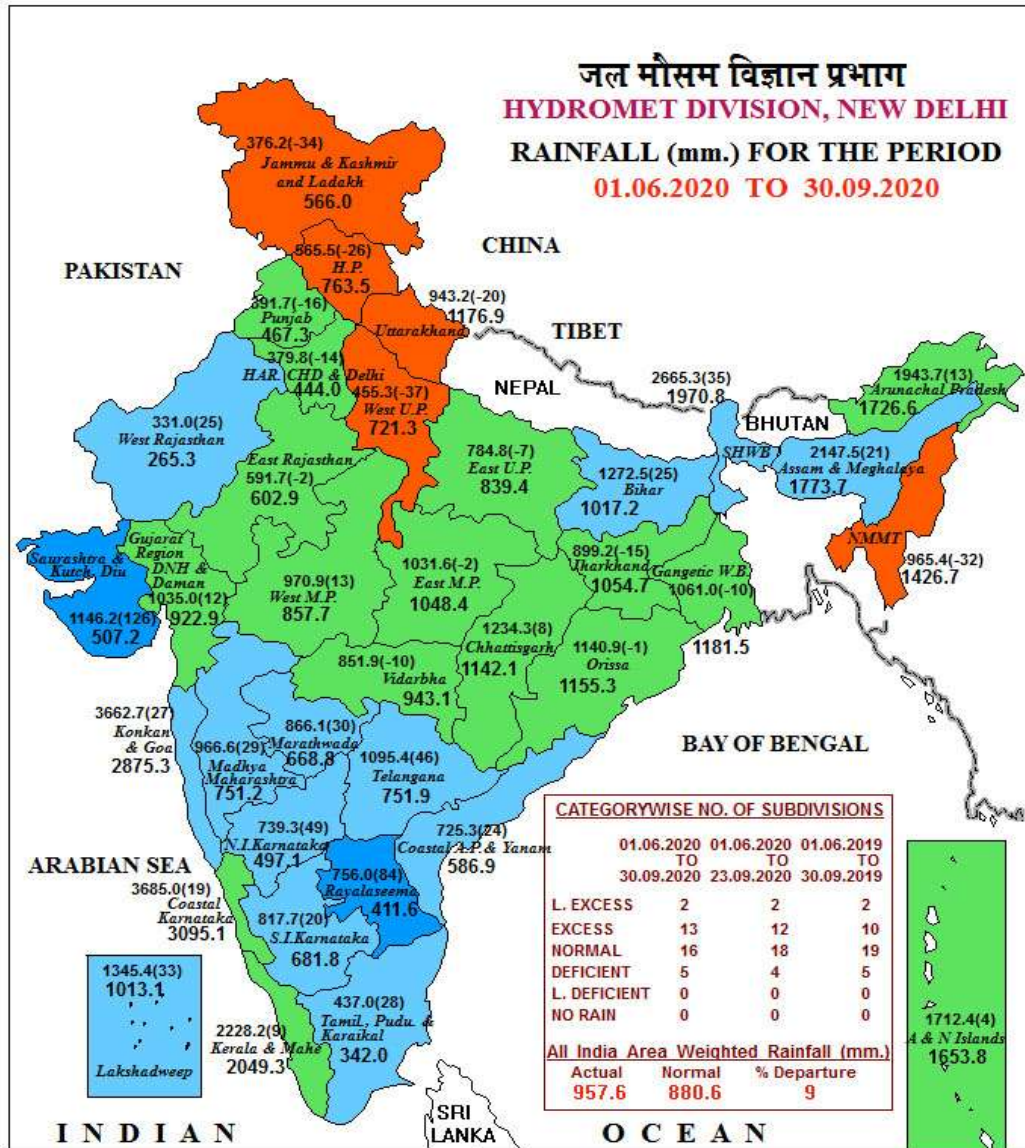 जल मौसम विज्ञान प्रभाग
HYDROMET DIVISION, NEW DELHI
RAINFALL (mm.) FOR THE PERIOD
01.06.2020 TO 30.09.2020
376.2(-34)
Jammu & Kashmir
and Ladakh
566.0
CHINA
PAKISTAN
565.5(-26)
H.P.
763.5
391.7(-16)
Punjab
467.3
943.2(-20)
1176.9
Uttarakhand
TIBET
379.8(-14)
HAR. CHD & Delhi
444.0
455.3(-37)
West U.P.
721.3
NEPAL
2665.3(35)
1970.8
SHWB
BHUTAN
1943.7(13)
Arunachal Pradesh
1726.6
331.0(25)
West Rajasthan
265.3
East Rajasthan
591.7(-2)
602.9
784.8(-7)
East U.P.
839.4
1272.5(25)
Bihar
1017.2
2147.5(21)
Assam & Meghalaya
1773.7
NMMT
965.4(-32)
1426.7
Saurashtra &
Kutch, Diu
1146.2(126)
507.2
Gujarat
Region
DNH &
Daman
1035.0(12)
922.9
970.9(13)
West M.P.
857.7
1031.6(-2)
East M.P.
1048.4
899.2(-15)
Jharkhand
1054.7
Gangetic W.B.
1061.0(-10)
1181.5
1234.3(8)
Chhattisgarh
1142.1
1140.9(-1)
Orissa
1155.3
851.9(-10)
Vidarbha
943.1
3662.7(27)
Konkan
& Goa
2875.3
966.6(29)
Madhya
Maharashtra
751.2
866.1(30)
Marathwada
668.8
1095.4(46)
Telangana
751.9
BAY OF BENGAL
739.3(49)
N.I.Karnataka
497.1
725.3(24)
Coastal A.P.& Yanam
586.9
ARABIAN SEA
3685.0(19)
Coastal
Karnataka
3095.1
756.0(84)
Rayalaseema
411.6
817.7(20)
S.I.Karnataka
681.8
1345.4(33)
1013.1
Lakshadweep
437.0(28)
Tamil., Pudu. &
Karaikal
342.0
2228.2(9)
Kerala & Mahe
2049.3
SRI
LANKA
INDIAN OCEAN
CATEGORYWISE NO. OF SUBDIVISIONS
01.06.2020 01.06.2020 01.06.2019
TO TO TO
30.09.2020 23.09.2020 30.09.2019
L. EXCESS 2 2 2
EXCESS 13 12 10
NORMAL 16 18 19
DEFICIENT 5 4 5
L. DEFICIENT 0 0 0
NO RAIN 0 0 0
All India Area Weighted Rainfall (mm.)
Actual Normal % Departure
957.6 880.6 9
1712.4(4)
A & N Islands
1653.8